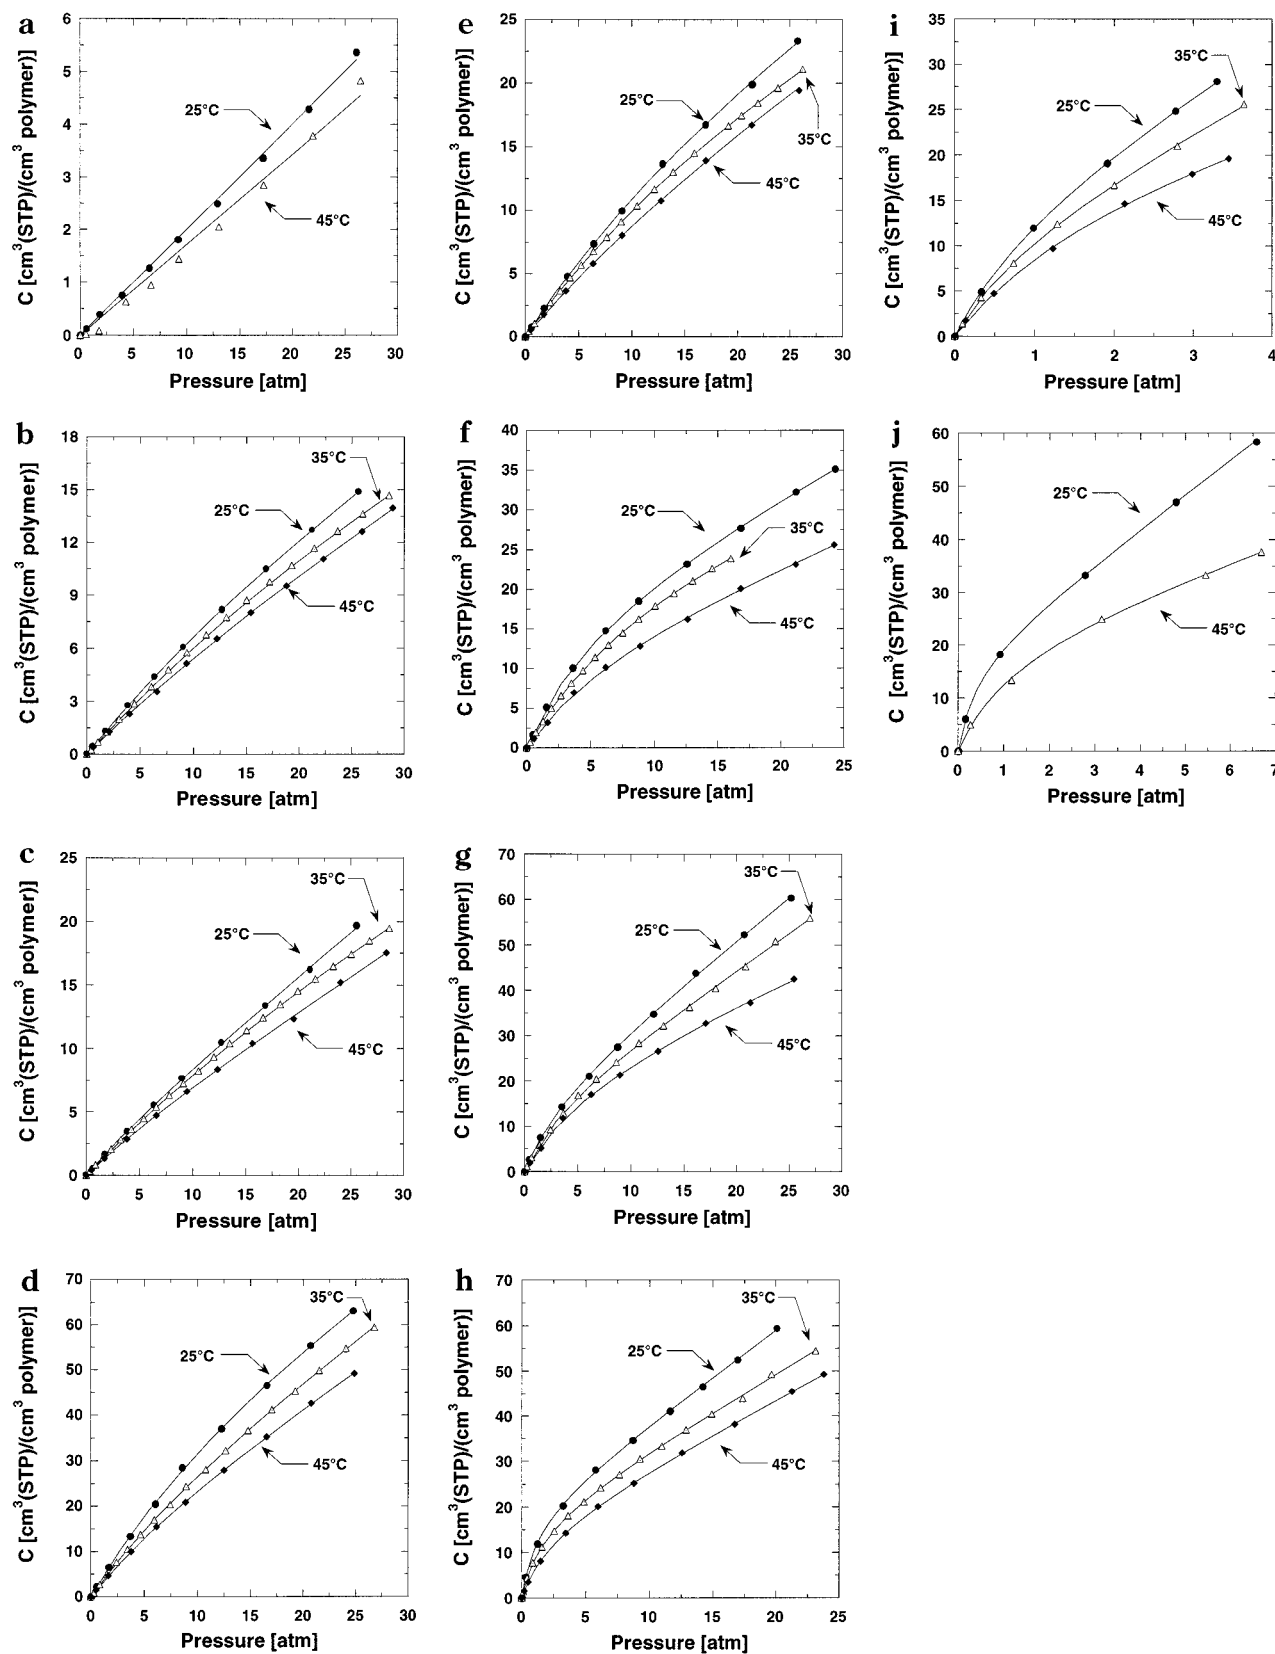 a
C [cm³(STP)/(cm³ polymer)]
6
5
4
3
2
1
0
25°C
45°C
0 5 10 15 20 25 30
Pressure [atm]
b
C [cm³(STP)/(cm³ polymer)]
18
15
12
9
6
3
0
35°C
25°C
45°C
0 5 10 15 20 25 30
Pressure [atm]
c
C [cm³(STP)/(cm³ polymer)]
25
20
15
10
5
0
35°C
25°C
45°C
0 5 10 15 20 25 30
Pressure [atm]
d
C [cm³(STP)/(cm³ polymer)]
70
60
50
40
30
20
10
0
35°C
25°C
45°C
0 5 10 15 20 25 30
Pressure [atm]
e
C [cm³(STP)/(cm³ polymer)]
25
20
15
10
5
0
25°C
35°C
45°C
0 5 10 15 20 25 30
Pressure [atm]
f
C [cm³(STP)/(cm³ polymer)]
40
35
30
25
20
15
10
5
0
25°C
35°C
45°C
0 5 10 15 20 25
Pressure [atm]
g
C [cm³(STP)/(cm³ polymer)]
70
60
50
40
30
20
10
0
35°C
25°C
45°C
0 5 10 15 20 25 30
Pressure [atm]
h
C [cm³(STP)/(cm³ polymer)]
70
60
50
40
30
20
10
0
35°C
25°C
45°C
0 5 10 15 20 25
Pressure [atm]
i
C [cm³(STP)/(cm³ polymer)]
35
30
25
20
15
10
5
0
35°C
25°C
45°C
0 1 2 3 4
Pressure [atm]
j
C [cm³(STP)/(cm³ polymer)]
60
50
40
30
20
10
0
25°C
45°C
0 1 2 3 4 5 6 7
Pressure [atm]